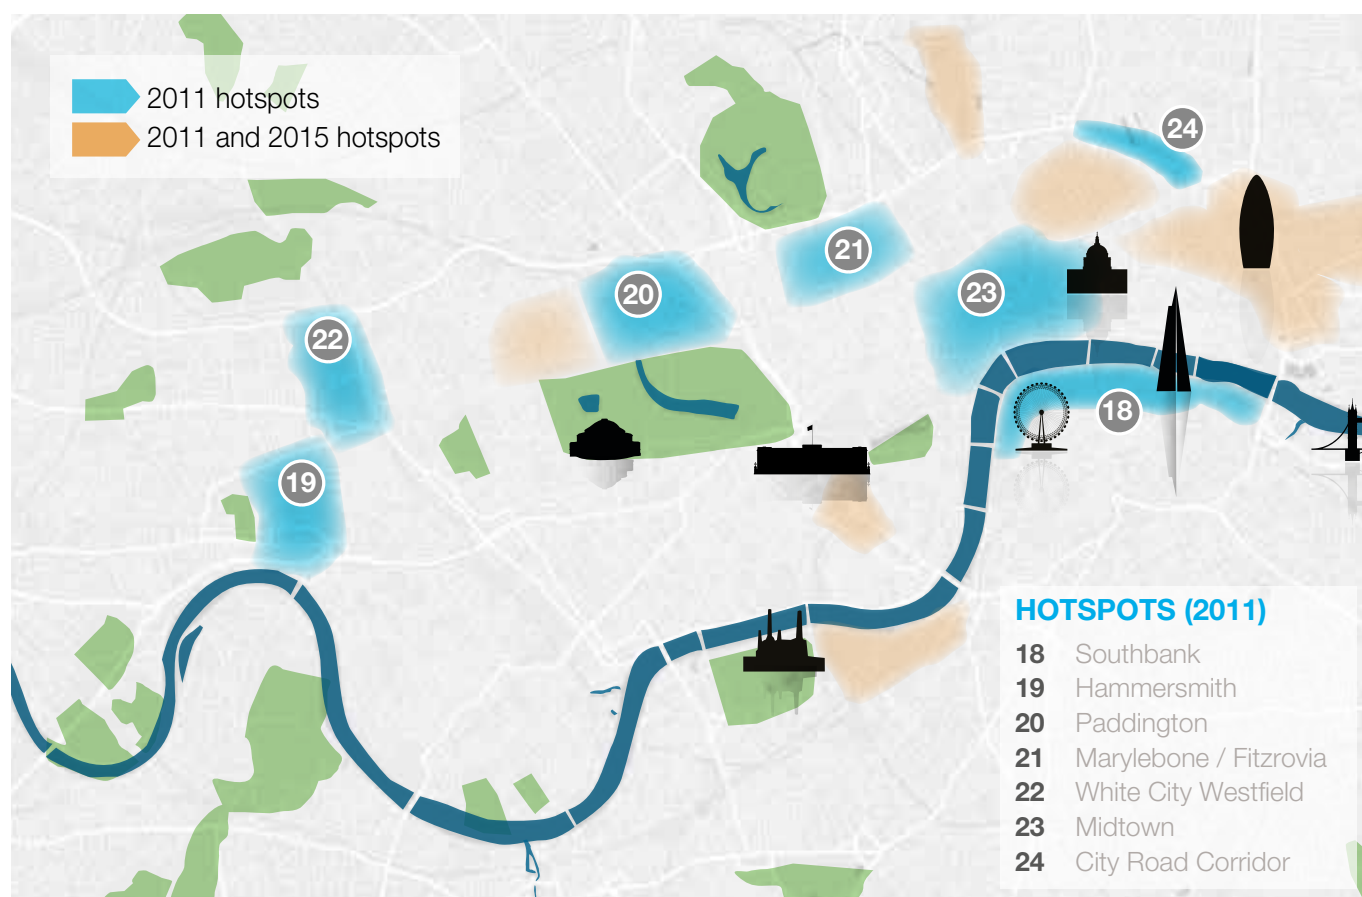 2011 hotspots
2011 and 2015 hotspots
24
21
20
23
22
18
19
HOTSPOTS (2011)
18 Southbank
19 Hammersmith
20 Paddington
21 Marylebone / Fitzrovia
22 White City Westfield
23 Midtown
24 City Road Corridor